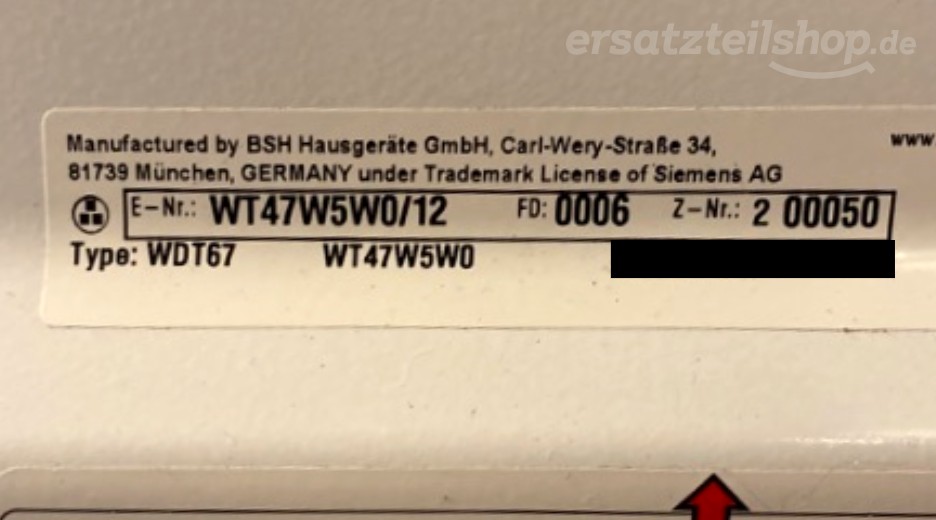 ersatzteilshop.de
Manufactured by BSH Hausgeräte GmbH, Carl-Wery-Straße 34,
www.
81739 München, GERMANY under Trademark License of Siemens AG
E-Nr.: WT47W5W0/12 FD: 0006 Z-Nr.: 2 00050
Type: WDT67 WT47W5W0